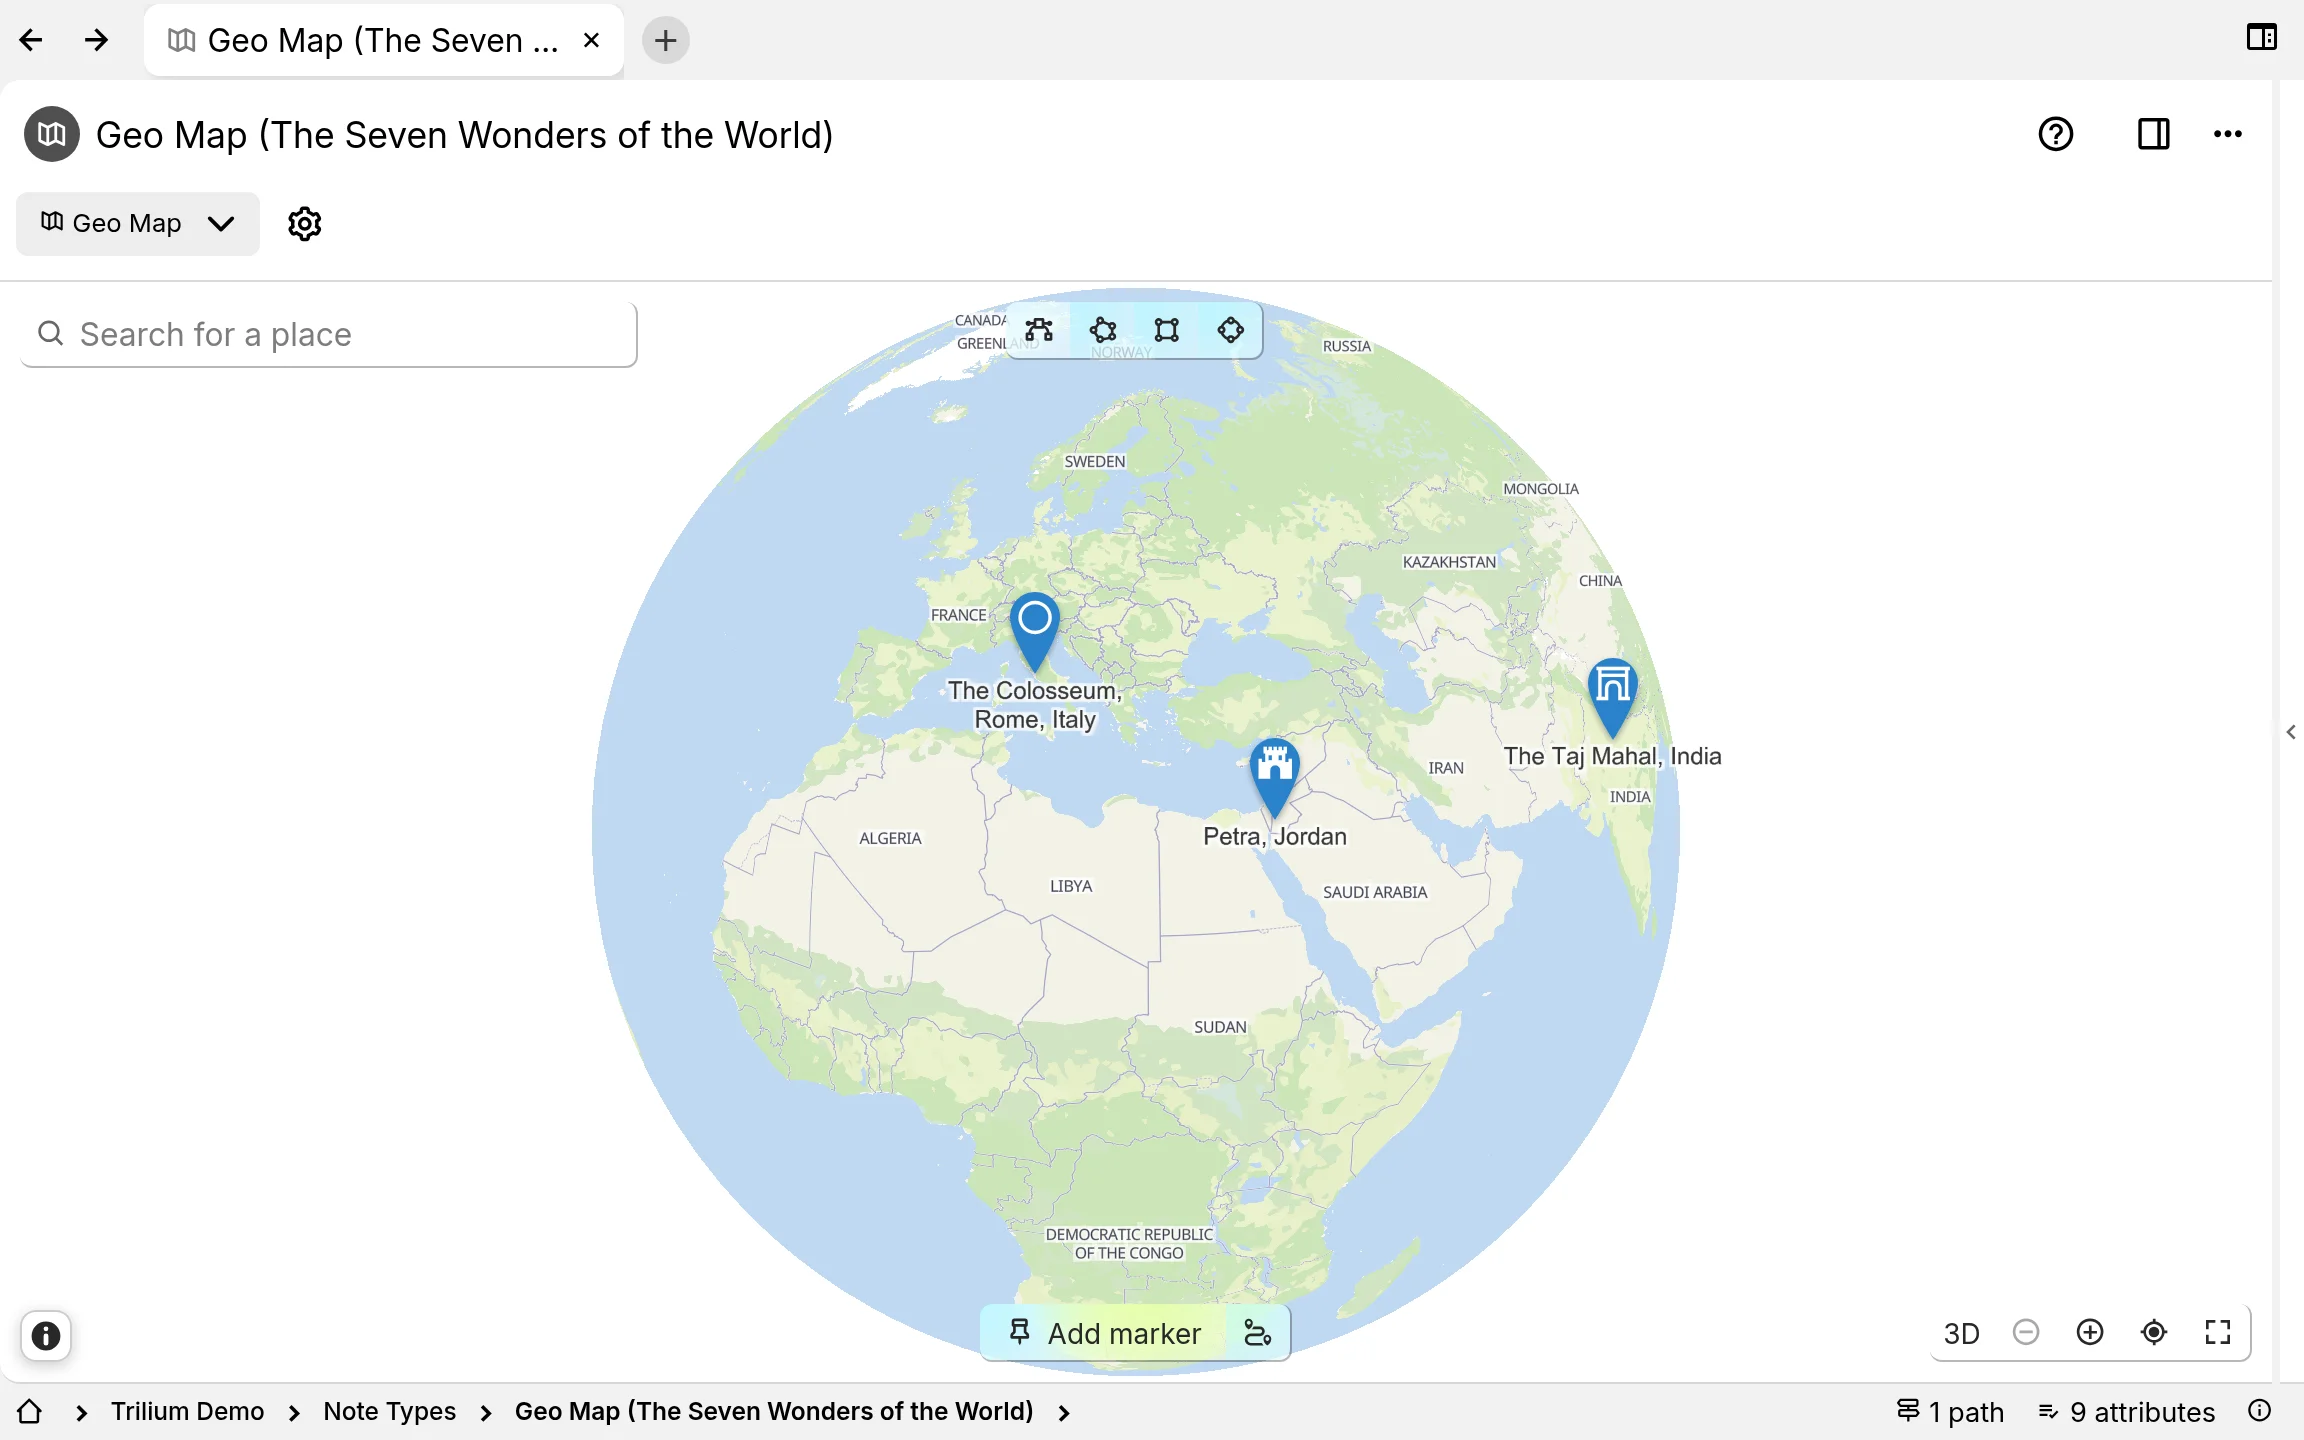 Geo Map (The Seven ...
Geo Map (The Seven Wonders of the World)
Geo Map
Search for a place
CANADA
GREENLAND
NORWAY
RUSSIA
SWEDEN
MONGOLIA
KAZAKHSTAN
CHINA
FRANCE
The Colosseum,
Rome, Italy
The Taj Mahal, India
IRAN
INDIA
Petra, Jordan
ALGERIA
LIBYA
SAUDI ARABIA
SUDAN
DEMOCRATIC REPUBLIC
OF THE CONGO
Add marker
3D
Trilium Demo
Note Types
Geo Map (The Seven Wonders of the World)
1 path
9 attributes